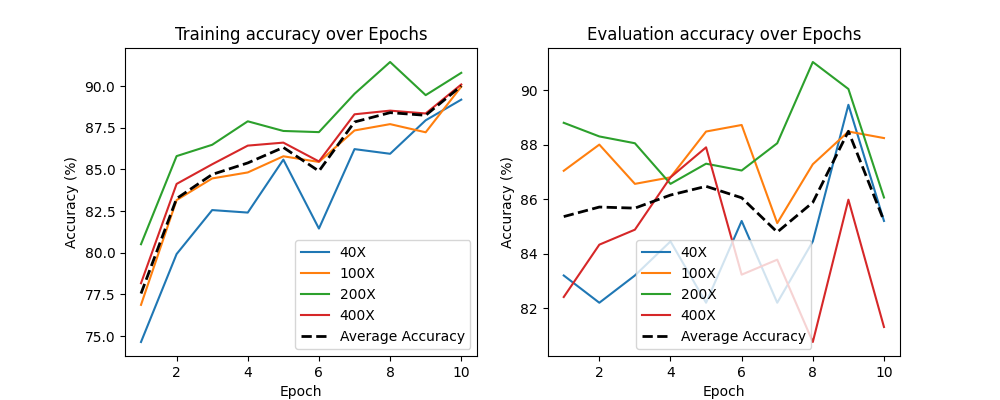 Training accuracy over Epochs
Accuracy (%)
90.0
87.5
85.0
82.5
80.0
77.5
75.0
2
4
6
8
10
Epoch
40X
100X
200X
400X
Average Accuracy
Evaluation accuracy over Epochs
Accuracy (%)
90
88
86
84
82
2
4
6
8
10
Epoch
40X
100X
200X
400X
Average Accuracy